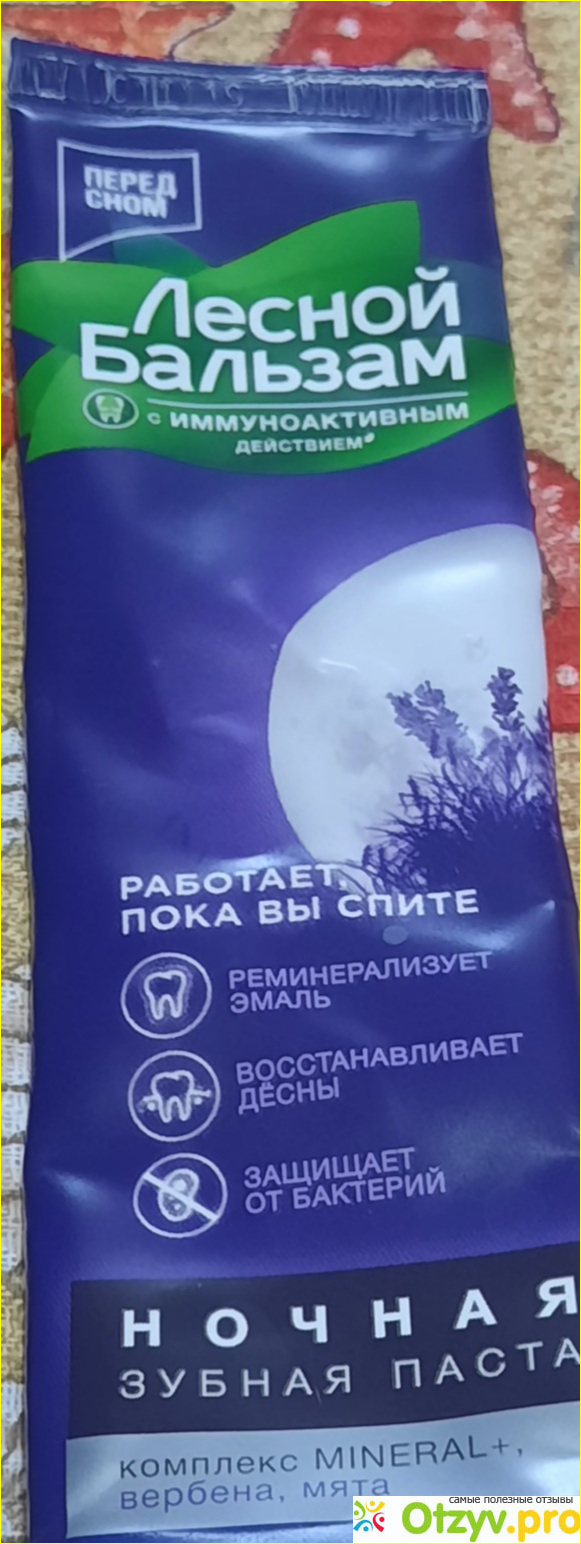 ПЕРЕД
СНОМ
Лесной
Бальзам
с ИММУНОАКТИВНЫМ
ДЕЙСТВИЕМ*
РАБОТАЕТ,
ПОКА ВЫ СПИТЕ
РЕМИНЕРАЛИЗУЕТ
ЭМАЛЬ
ВОССТАНАВЛИВАЕТ
ДЁСНЫ
ЗАЩИЩАЕТ
ОТ БАКТЕРИЙ
НОЧНАЯ
ЗУБНАЯ ПАСТА
комплекс MINERAL+,
вербена, мята
самые полезные отзывы
Otzyv.pro